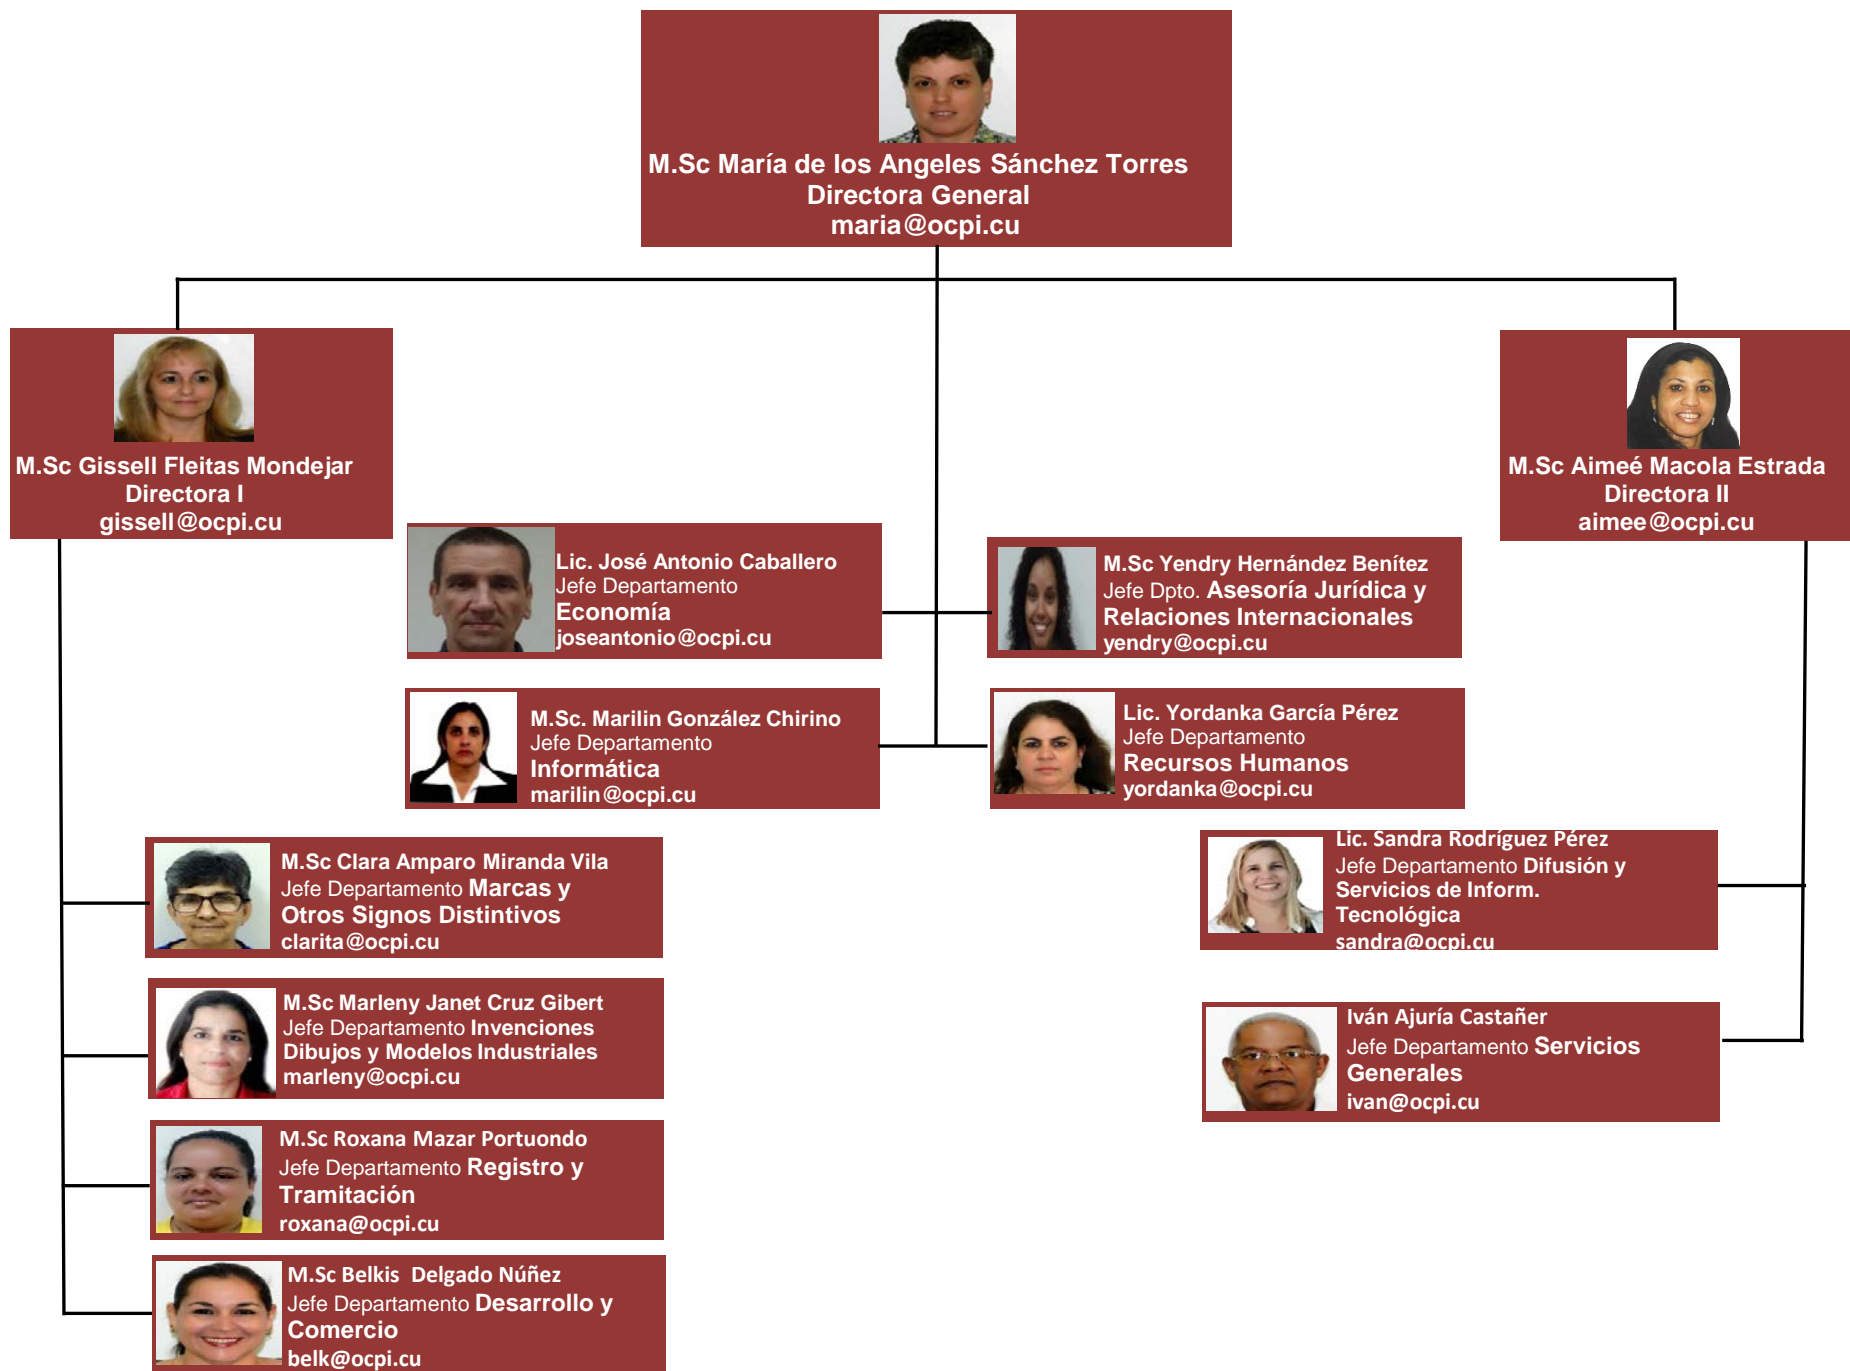 M.Sc María de los Angeles Sánchez Torres
Directora General
maria@ocpi.cu
M.Sc Gissell Fleitas Mondejar
Directora I
gissell@ocpi.cu
M.Sc Aimeé Macola Estrada
Directora II
aimee@ocpi.cu
Lic. José Antonio Caballero
Jefe Departamento
Economía
joseantonio@ocpi.cu
M.Sc Yendry Hernández Benítez
Jefe Dpto. Asesoría Jurídica y
Relaciones Internacionales
yendry@ocpi.cu
M.Sc. Marilin González Chirino
Jefe Departamento
Informática
marilin@ocpi.cu
Lic. Yordanka García Pérez
Jefe Departamento
Recursos Humanos
yordanka@ocpi.cu
M.Sc Clara Amparo Miranda Vila
Jefe Departamento Marcas y
Otros Signos Distintivos
clarita@ocpi.cu
Lic. Sandra Rodríguez Pérez
Jefe Departamento Difusión y
Servicios de Inform.
Tecnológica
sandra@ocpi.cu
M.Sc Marleny Janet Cruz Gibert
Jefe Departamento Invenciones
Dibujos y Modelos Industriales
marleny@ocpi.cu
Iván Ajuría Castañer
Jefe Departamento Servicios
Generales
ivan@ocpi.cu
M.Sc Roxana Mazar Portuondo
Jefe Departamento Registro y
Tramitación
roxana@ocpi.cu
M.Sc Belkis  Delgado Núñez
Jefe Departamento Desarrollo y
Comercio
belk@ocpi.cu